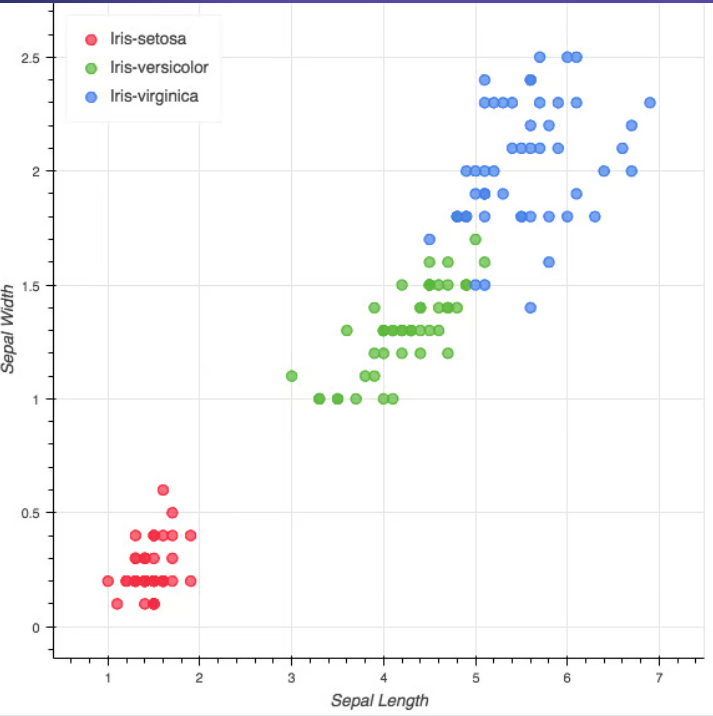 Iris-setosa
Iris-versicolor
Iris-virginica
2.5
2
1.5
1
0.5
0
Sepal Width
1 2 3 4 5 6 7
Sepal Length